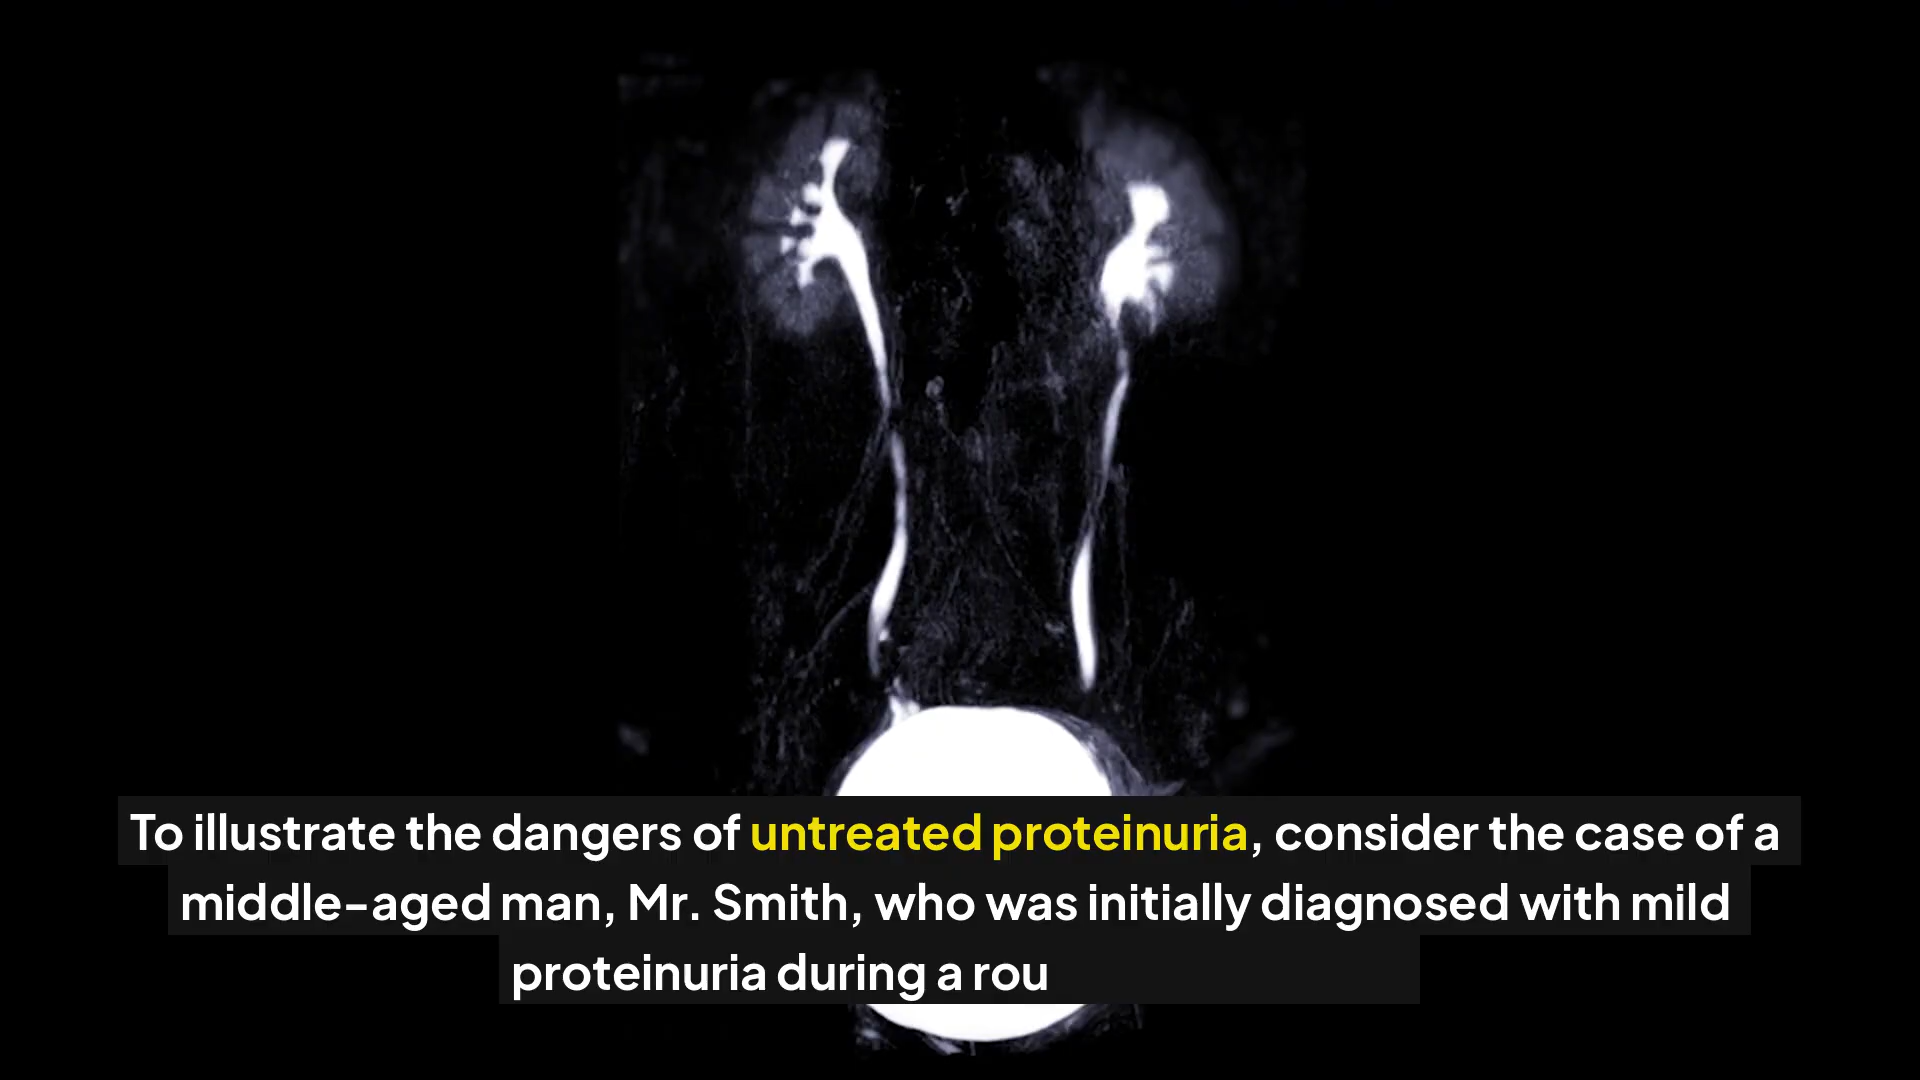 To illustrate the dangers of untreated proteinuria, consider the case of a
middle-aged man, Mr. Smith, who was initially diagnosed with mild
proteinuria during a rou